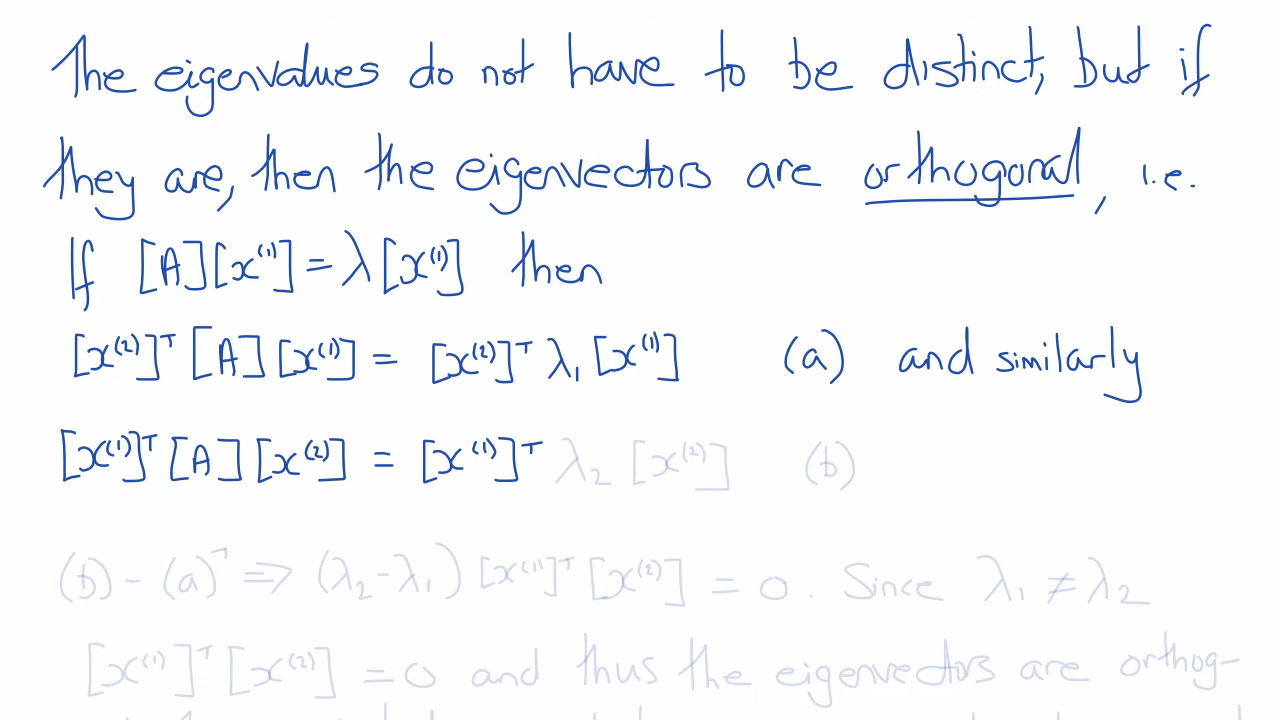 The eigenvalues do not have to be distinct, but if
they are, then the eigenvectors are orthogonal, i.e.
If [A][x⁽¹⁾] = λ[x⁽¹⁾] then
[x⁽²⁾]ᵀ [A] [x⁽¹⁾] = [x⁽²⁾]ᵀ λ₁ [x⁽¹⁾] (a) and similarly
[x⁽¹⁾]ᵀ [A] [x⁽²⁾] = [x⁽¹⁾]ᵀ λ₂ [x⁽²⁾] (b)
(b) - (a)ᵀ ⇒ (λ₂-λ₁) [x⁽¹⁾]ᵀ [x⁽²⁾] = 0. Since λ₁ ≠ λ₂
[x⁽¹⁾]ᵀ [x⁽²⁾] = 0 and thus the eigenvectors are orthog-